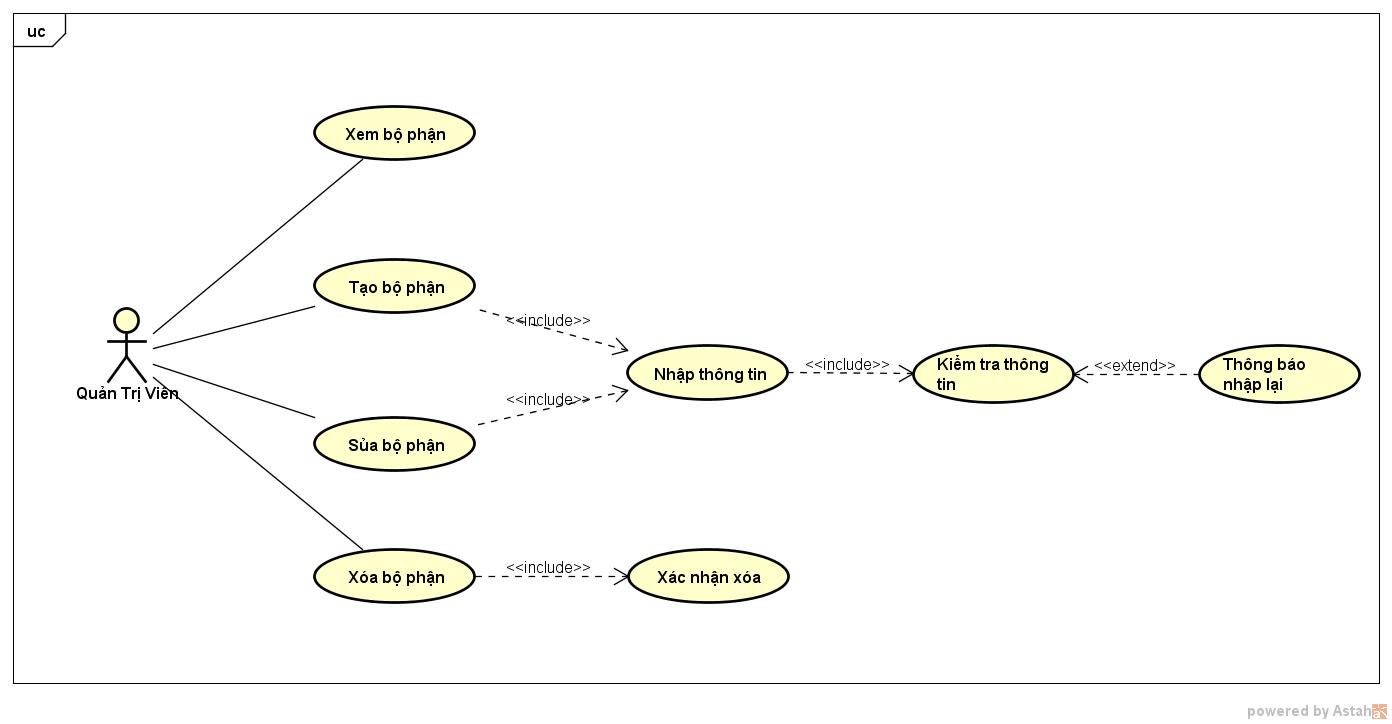 uc
Xem bộ phận
Tạo bộ phận
<<include>>
Quản Trị Viên
Nhập thông tin
<<include>>
Kiểm tra thông
tin
<<extend>>
Thông báo
nhập lại
<<include>>
Sủa bộ phận
Xóa bộ phận
<<include>>
Xác nhận xóa
powered by Astah